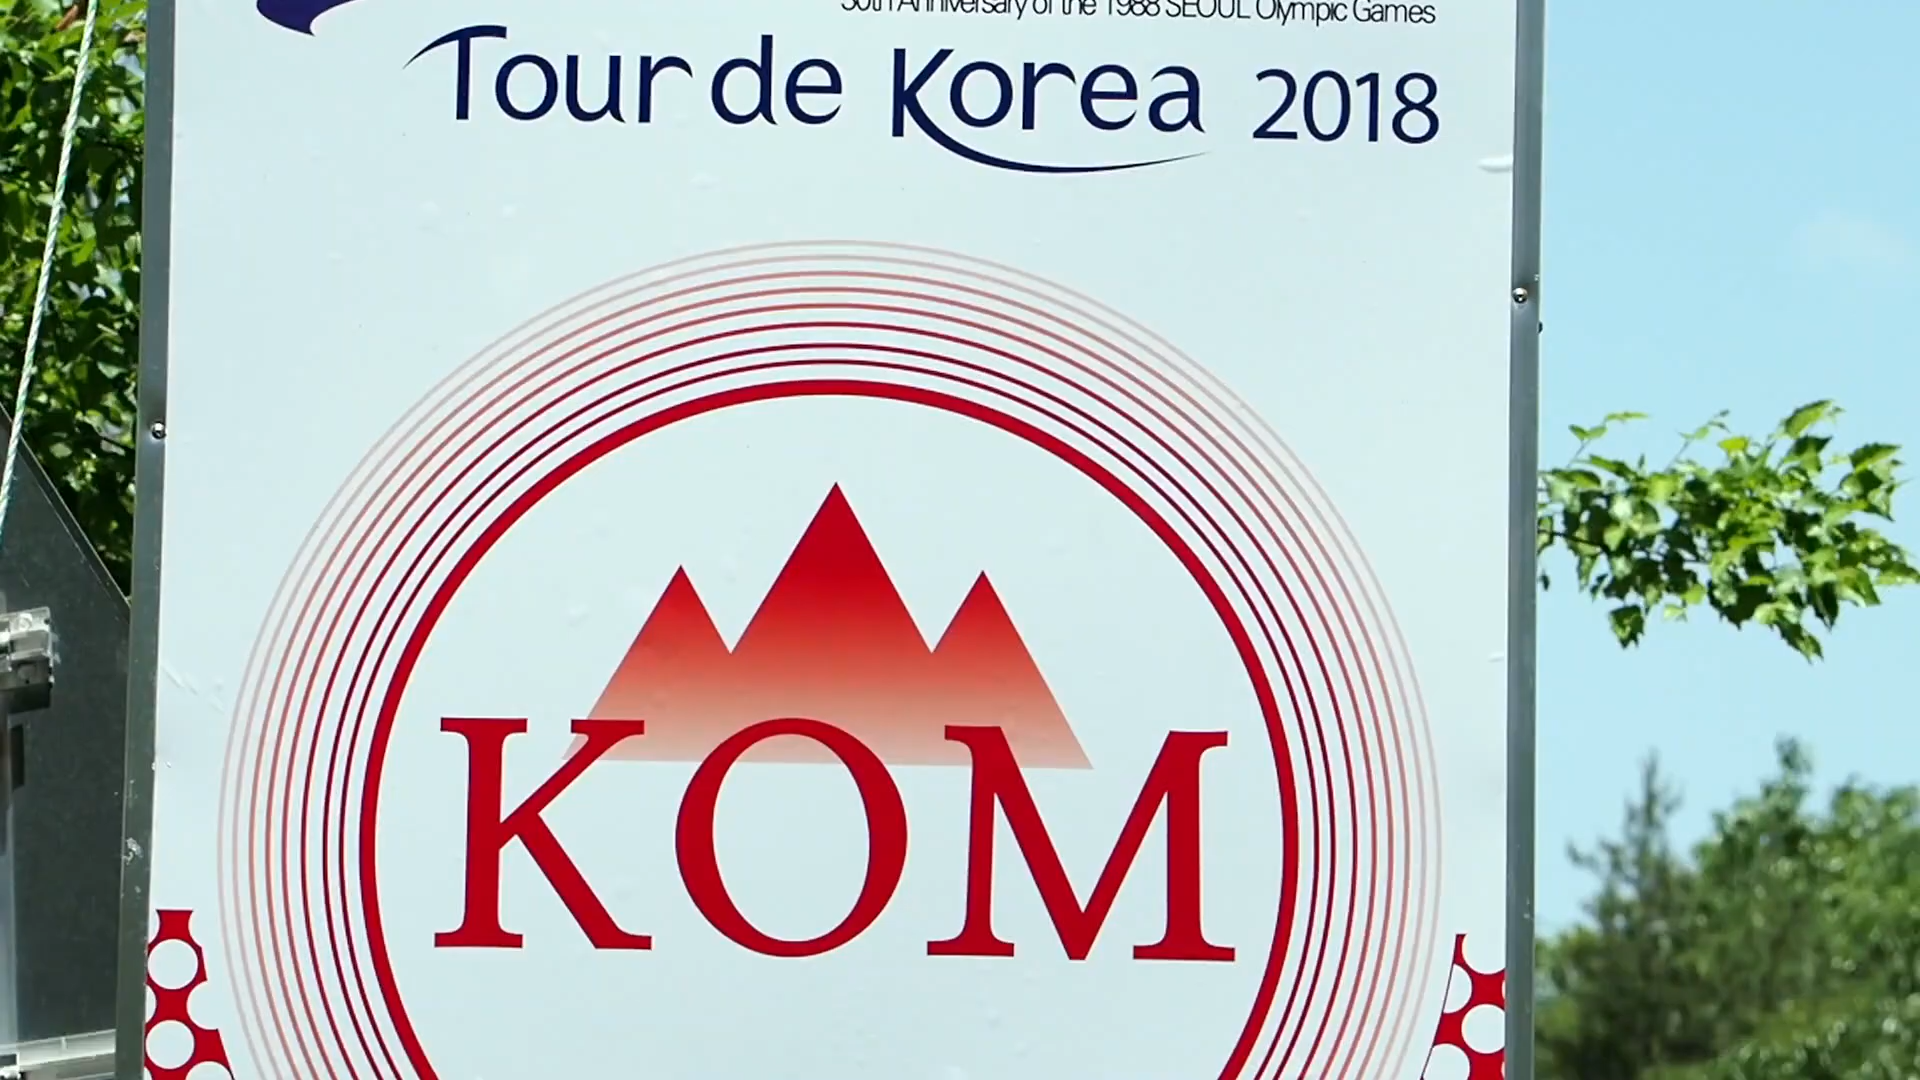 30th Anniversary of the 1988 SEOUL Olympic Games
Tour de Korea 2018
KOM